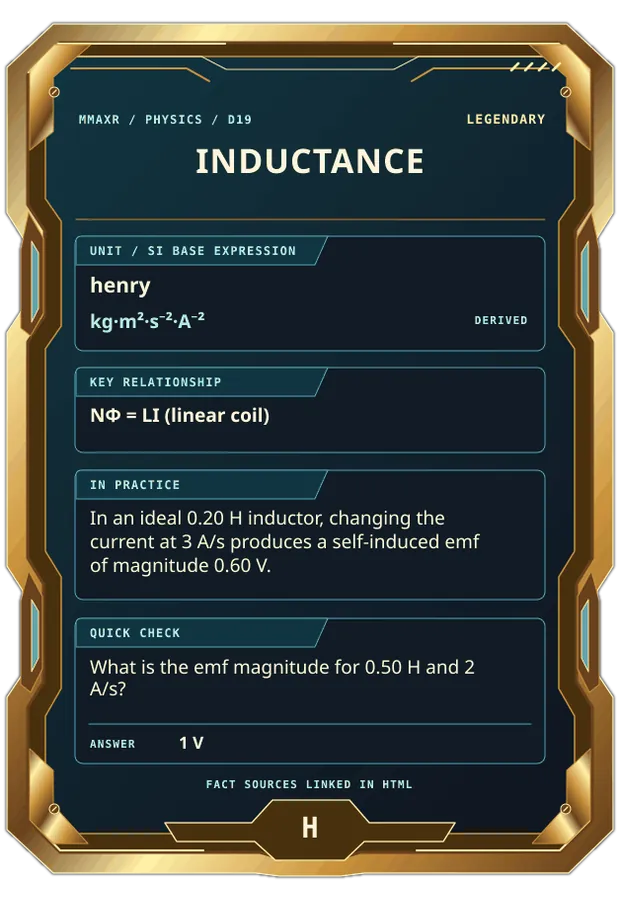 MMAXR / PHYSICS / D19
LEGENDARY
INDUCTANCE
UNIT / SI BASE EXPRESSION
henry
kg·m²·s⁻²·A⁻²
DERIVED
KEY RELATIONSHIP
NΦ = LI (linear coil)
IN PRACTICE
In an ideal 0.20 H inductor, changing the
current at 3 A/s produces a self-induced emf
of magnitude 0.60 V.
QUICK CHECK
What is the emf magnitude for 0.50 H and 2
A/s?
ANSWER 1 V
FACT SOURCES LINKED IN HTML
H